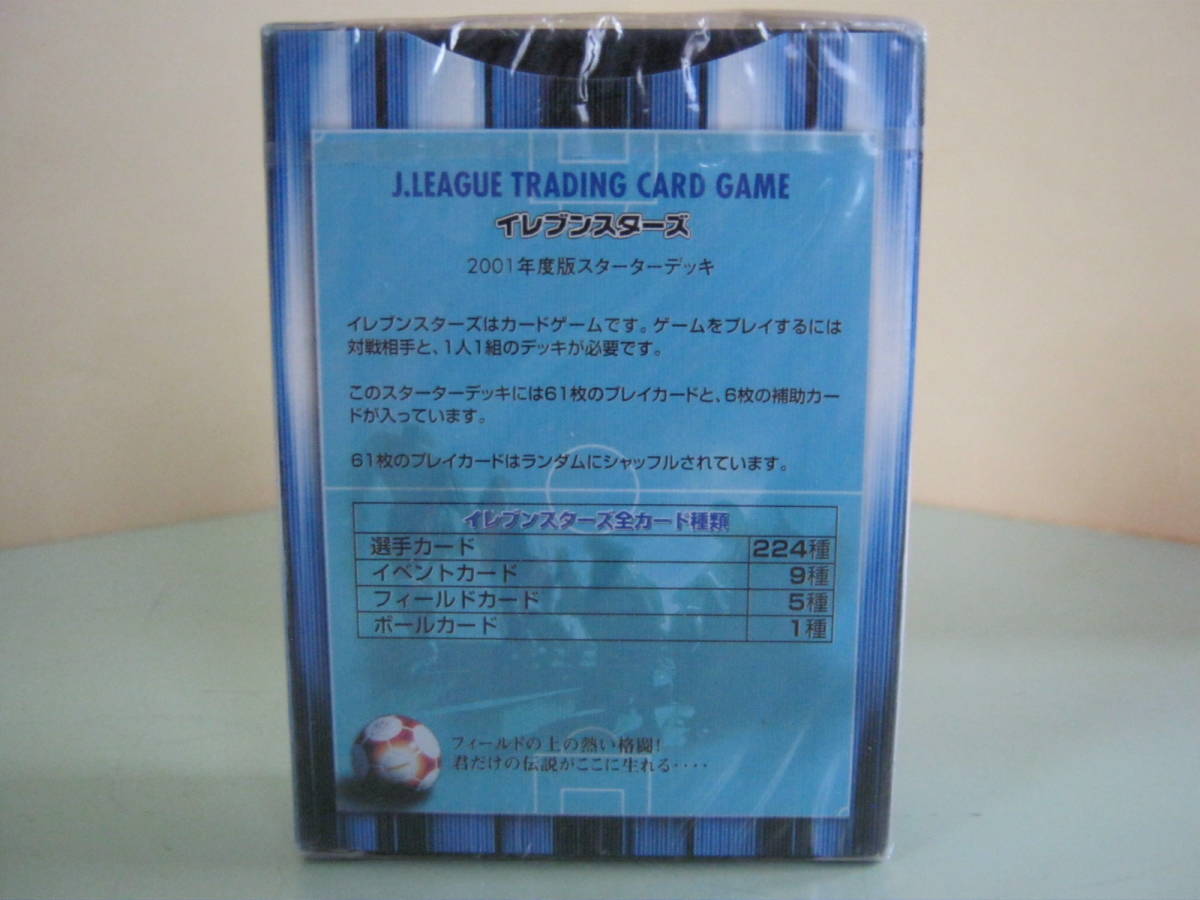 J.LEAGUE TRADING CARD GAME
イレブンスターズ
2001年度版スターターデッキ
イレブンスターズはカードゲームです。ゲームをプレイするには
対戦相手と、1人1組のデッキが必要です。
このスターターデッキには61枚のプレイカードと、6枚の補助カー
ドが入っています。
61枚のプレイカードはランダムにシャッフルされています。
イレブンスターズ全カード種類
選手カード 224種
イベントカード 9種
フィールドカード 5種
ボールカード 1種
フィールドの上の熱い格闘!
君だけの伝説がここに生れる‥‥